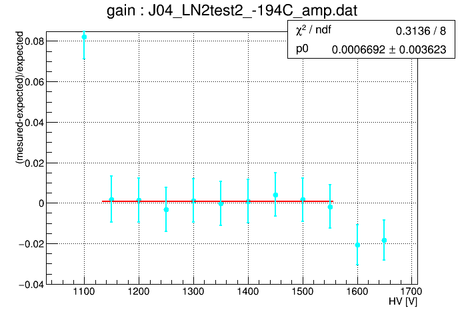 gain : J04_LN2test2_-194C_amp.dat
χ² / ndf 0.3136 / 8
p0 0.0006692 ± 0.003623
(mesured-expected)/expected
0.08
0.06
0.04
0.02
0
−0.02
−0.04
1100 1200 1300 1400 1500 1600 1700
HV [V]